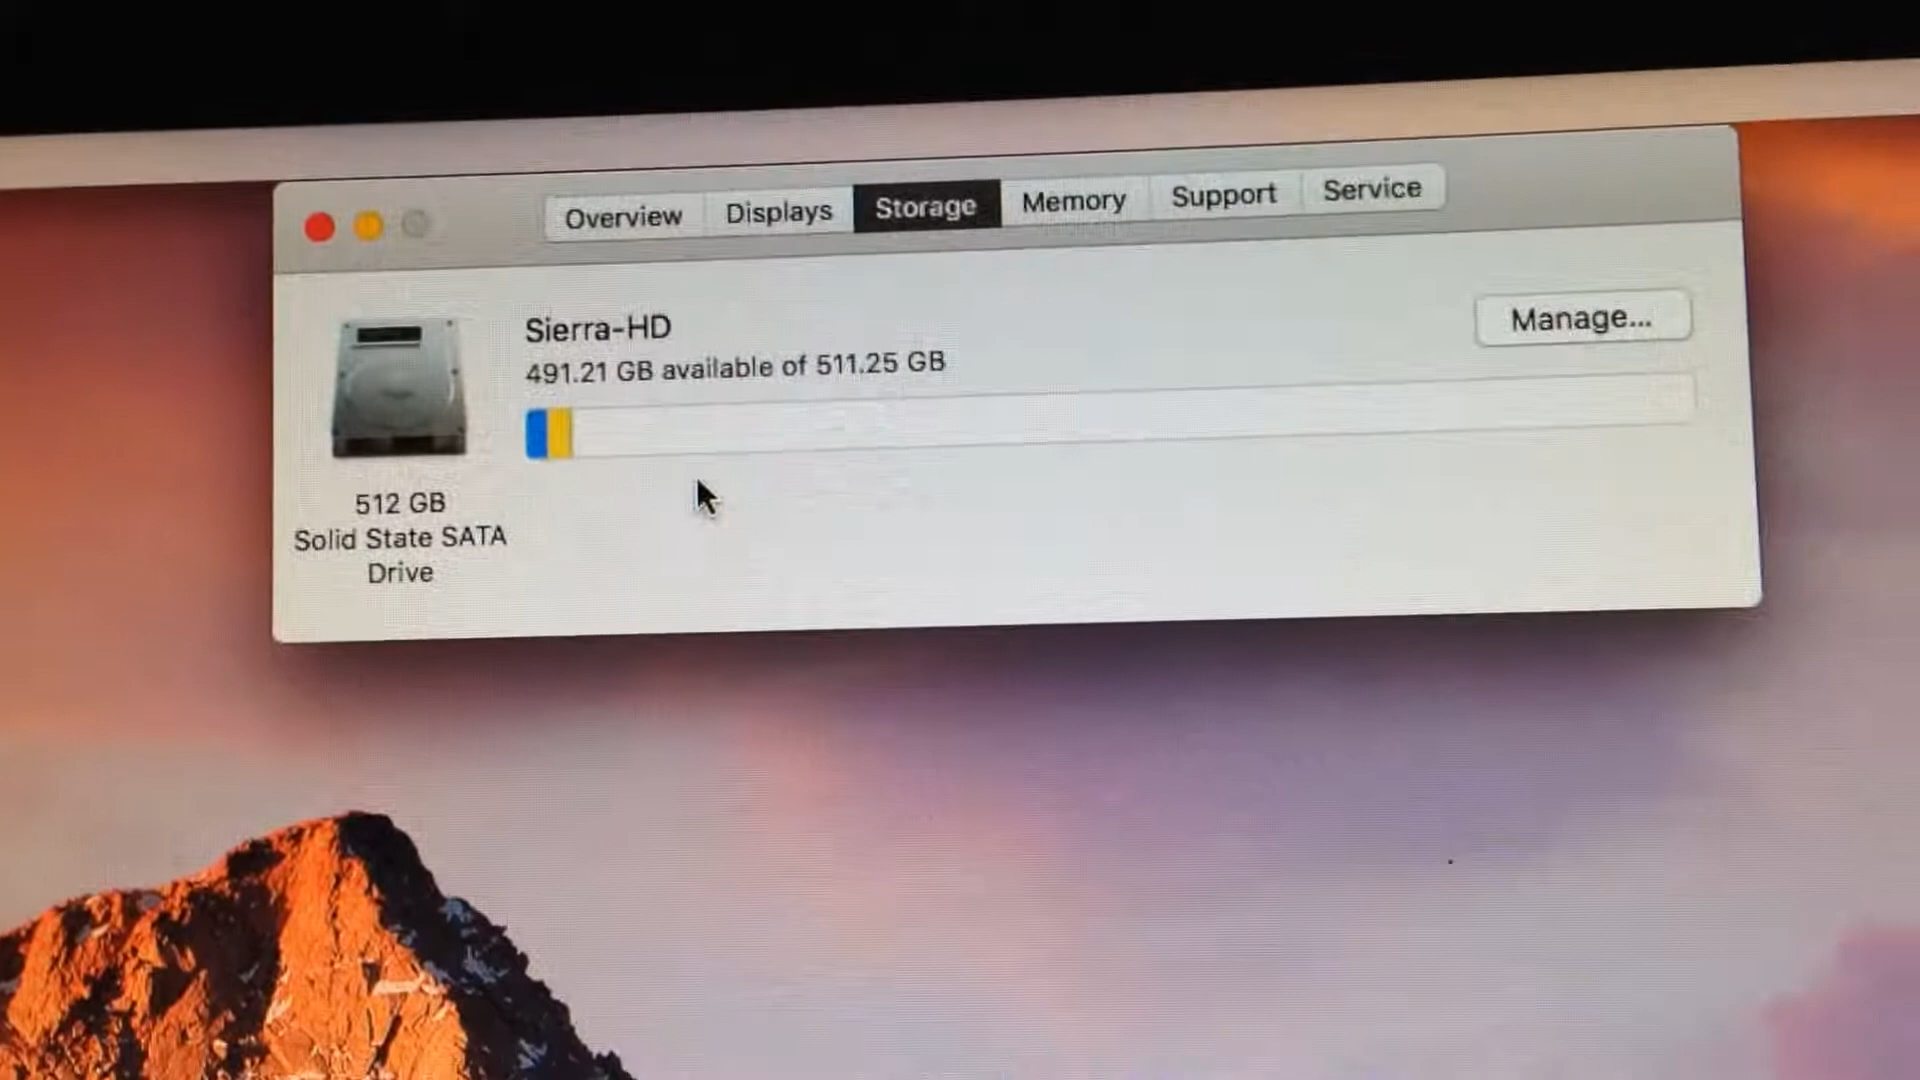 Overview Displays Storage Memory Support Service
Sierra-HD
Manage...
491.21 GB available of 511.25 GB
512 GB
Solid State SATA
Drive